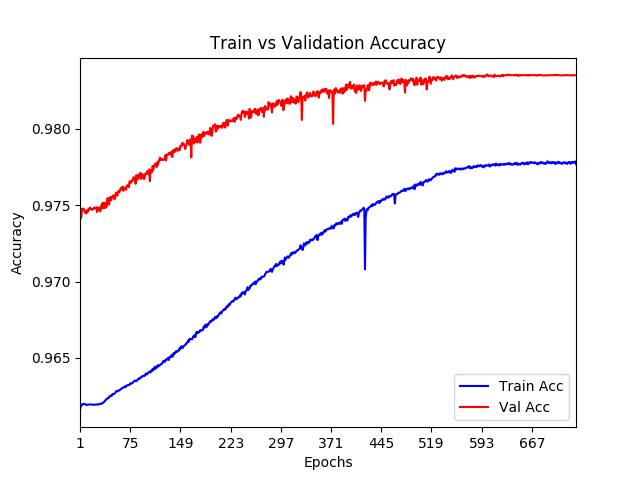 Train vs Validation Accuracy
Accuracy
0.980
0.975
0.970
0.965
Train Acc
Val Acc
1 75 149 223 297 371 445 519 593 667
Epochs